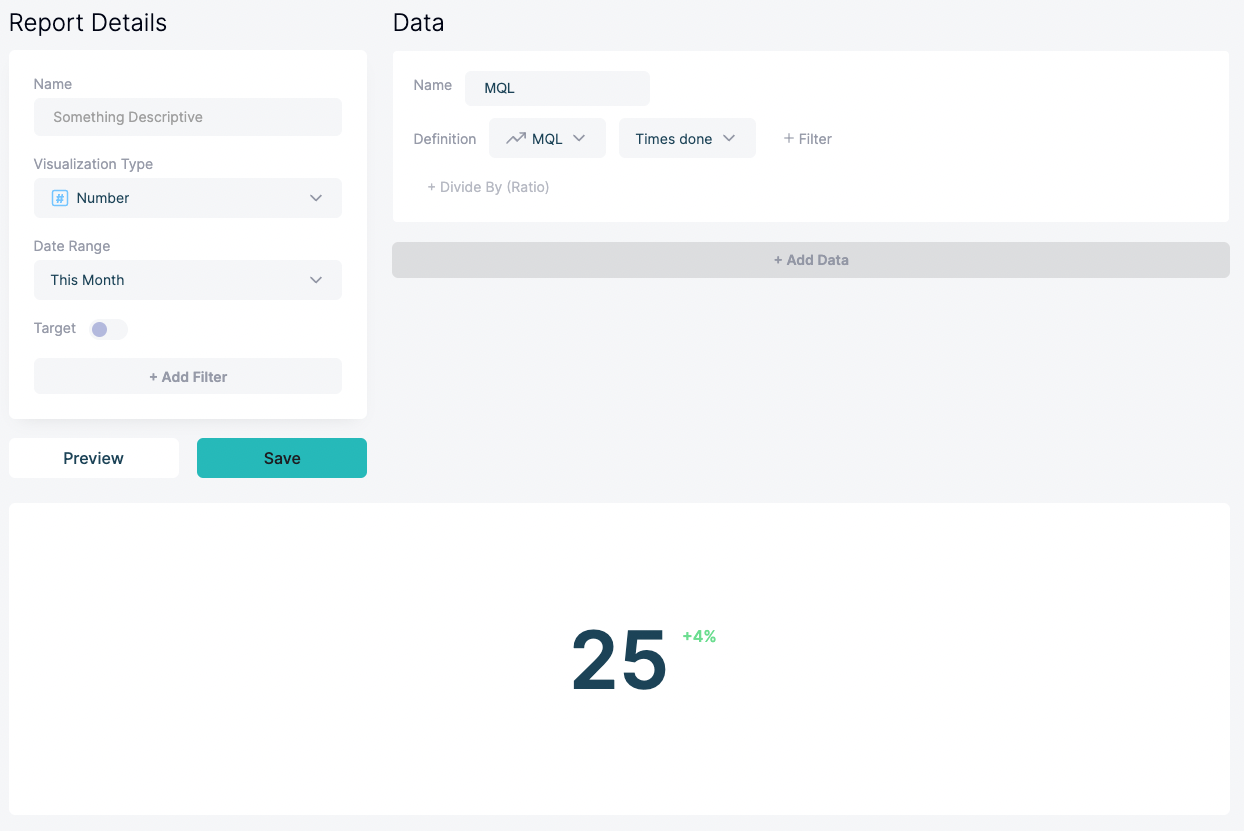 Report Details
Name
Something Descriptive
Visualization Type
# Number
Date Range
This Month
Target
+ Add Filter
Preview
Save
Data
Name MQL
Definition MQL Times done + Filter
+ Divide By (Ratio)
+ Add Data
25 +4%